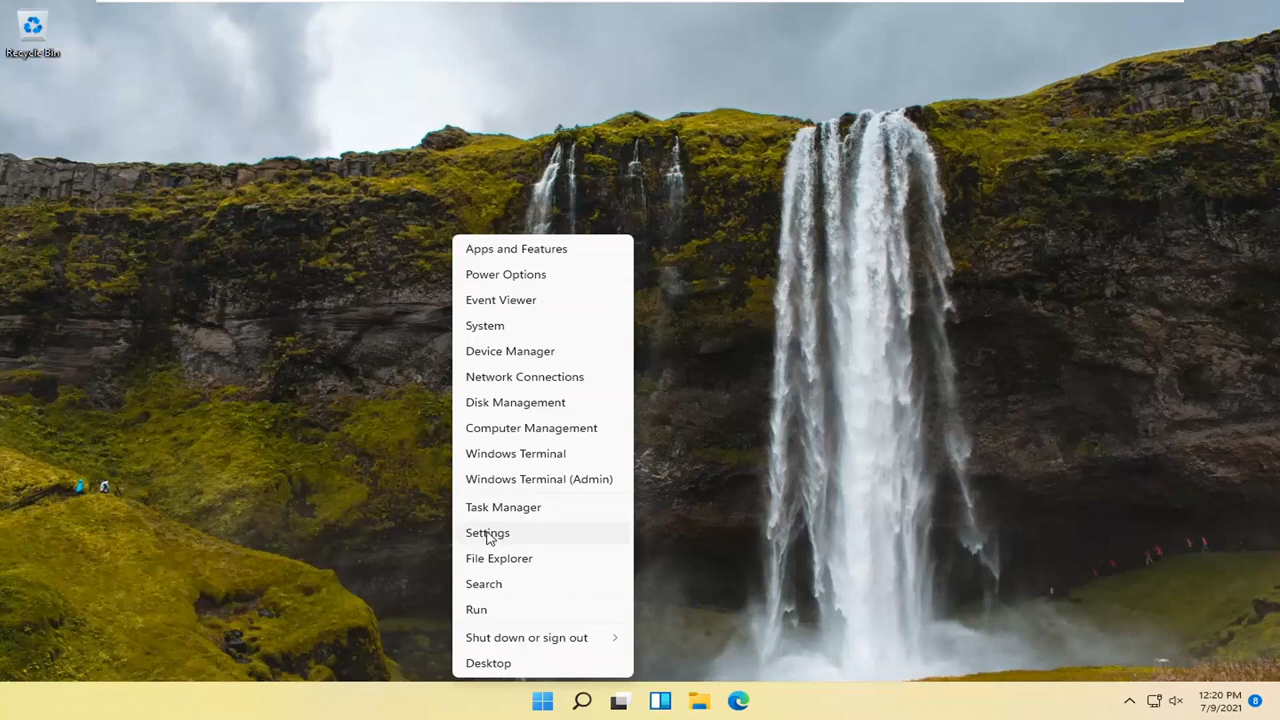 Recycle Bin
Apps and Features
Power Options
Event Viewer
System
Device Manager
Network Connections
Disk Management
Computer Management
Windows Terminal
Windows Terminal (Admin)
Task Manager
Settings
File Explorer
Search
Run
Shut down or sign out
Desktop
12:20 PM
7/9/2021
8